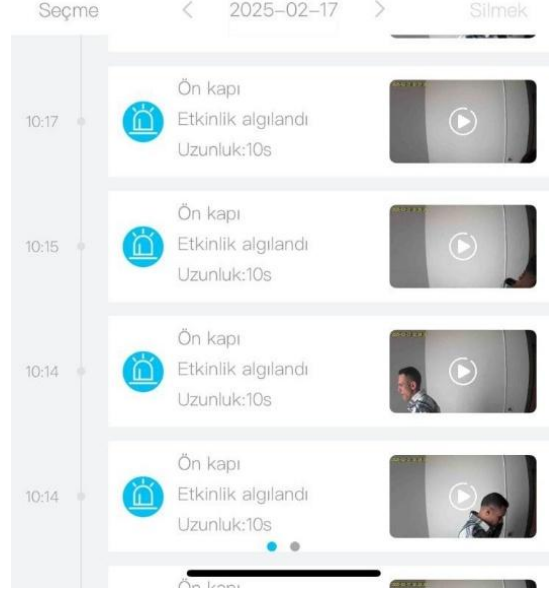 Seçme < 2025-02-17 > Silmek
10:17
Ön kapı
Etkinlik algılandı
Uzunluk:10s
10:15
Ön kapı
Etkinlik algılandı
Uzunluk:10s
10:14
Ön kapı
Etkinlik algılandı
Uzunluk:10s
10:14
Ön kapı
Etkinlik algılandı
Uzunluk:10s
Ön kapı